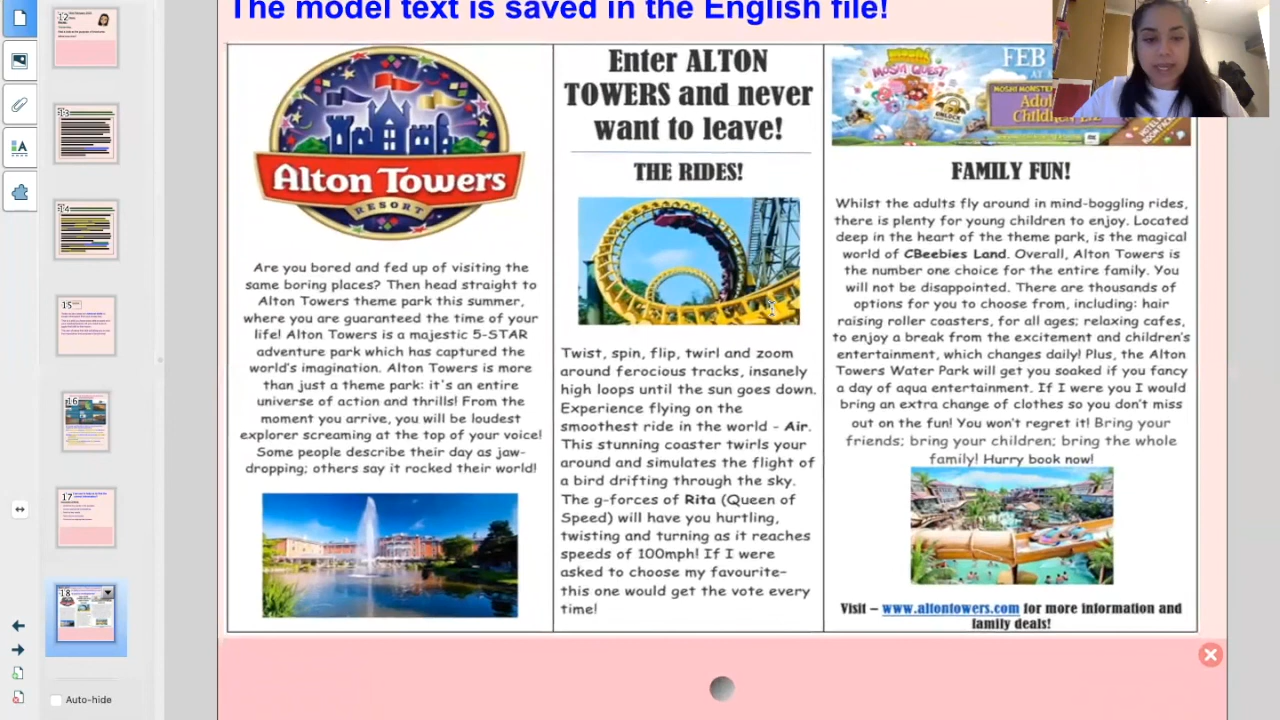 The model text is saved in the English file!
Alton Towers
RESORT
Are you bored and fed up of visiting the
same boring places? Then head straight to
Alton Towers theme park this summer,
where you are guaranteed the time of your
life! Alton Towers is a majestic 5-STAR
adventure park which has captured the
world's imagination. Alton Towers is more
than just a theme park: it's an entire
universe of action and thrills! From the
moment you arrive, you will be loudest
explorer screaming at the top of your voice!
Some people describe their day as jaw-
dropping; others say it rocked their world!
Enter ALTON
TOWERS and never
want to leave!
THE RIDES!
Twist, spin, flip, twirl and zoom
around ferocious tracks, insanely
high loops until the sun goes down.
Experience flying on the
smoothest ride in the world - Air.
This stunning coaster twirls your
around and simulates the flight of
a bird drifting through the sky.
The g-forces of Rita (Queen of
Speed) will have you hurtling,
twisting and turning as it reaches
speeds of 100mph! If I were
asked to choose my favourite-
this one would get the vote every
time!
MOSHI QUEST
UNLOCK
FEB
AT
MOSHI MONSTER
FAMILY FUN!
Whilst the adults fly around in mind-boggling rides,
there is plenty for young children to enjoy. Located
deep in the heart of the theme park, is the magical
world of CBeebies Land. Overall, Alton Towers is
the number one choice for the entire family. You
will not be disappointed. There are thousands of
options for you to choose from, including: hair
raising roller coasters, for all ages; relaxing cafes,
to enjoy a break from the excitement and children's
entertainment, which changes daily! Plus, the Alton
Towers Water Park will get you soaked if you fancy
a day of aqua entertainment. If I were you I would
bring an extra change of clothes so you don't miss
out on the fun! You won't regret it! Bring your
friends; bring your children; bring the whole
family! Hurry book now!
Visit – www.altontowers.com for more information and
family deals!
12
13
14
15
16
17
18
Auto-hide